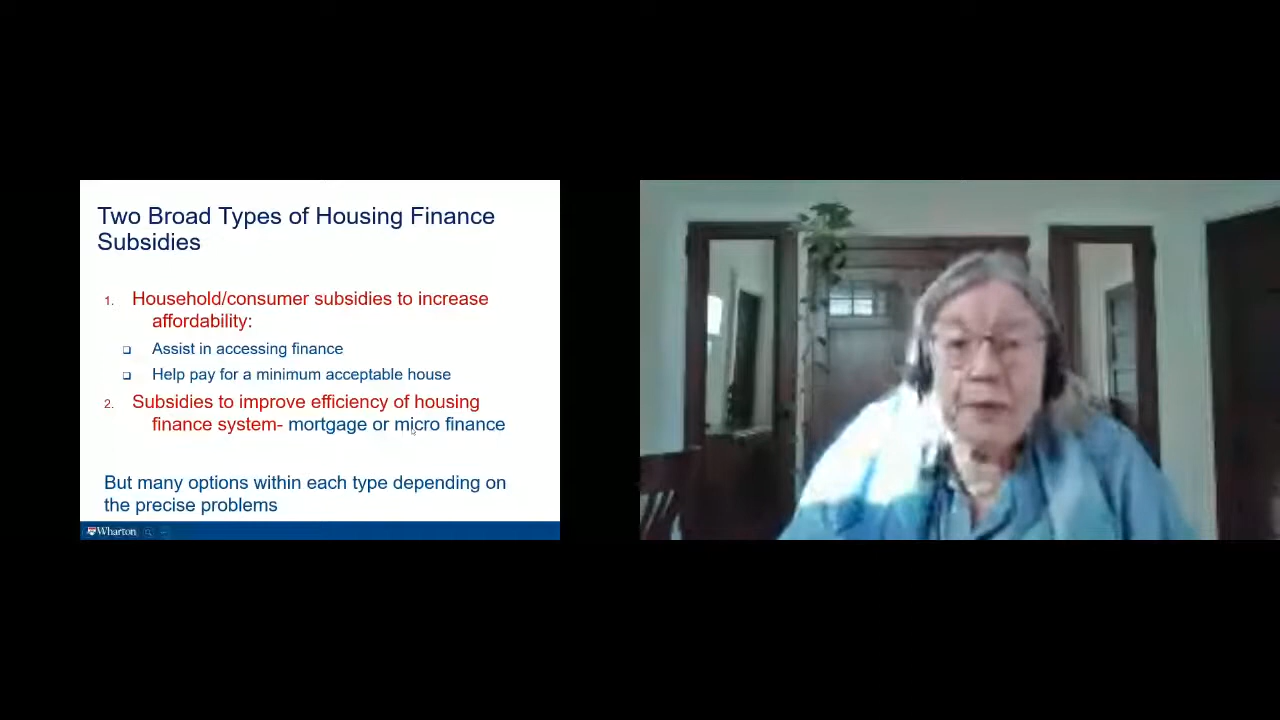 Two Broad Types of Housing Finance
Subsidies
1. Household/consumer subsidies to increase
affordability:
Assist in accessing finance
Help pay for a minimum acceptable house
2. Subsidies to improve efficiency of housing
finance system- mortgage or micro finance
But many options within each type depending on
the precise problems
Wharton